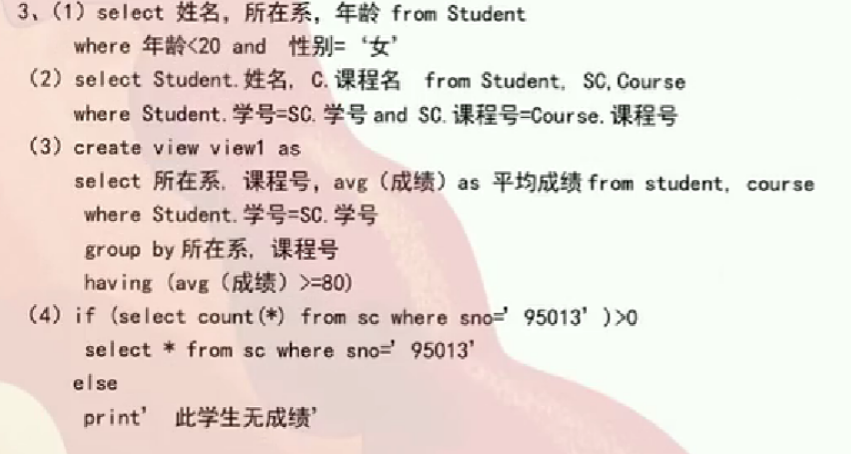 3、（1）select 姓名，所在系，年龄 from Student
where 年龄<20 and 性别=‘女’
（2）select Student.姓名, C.课程名 from Student, SC,Course
where Student.学号=SC.学号 and SC.课程号=Course.课程号
（3）create view view1 as
select 所在系, 课程号, avg（成绩）as 平均成绩 from student, course
where Student.学号=SC.学号
group by 所在系, 课程号
having (avg（成绩）>=80)
（4）if (select count(*) from sc where sno=’95013’)>0
select * from sc where sno=’95013’
else
print’ 此学生无成绩’